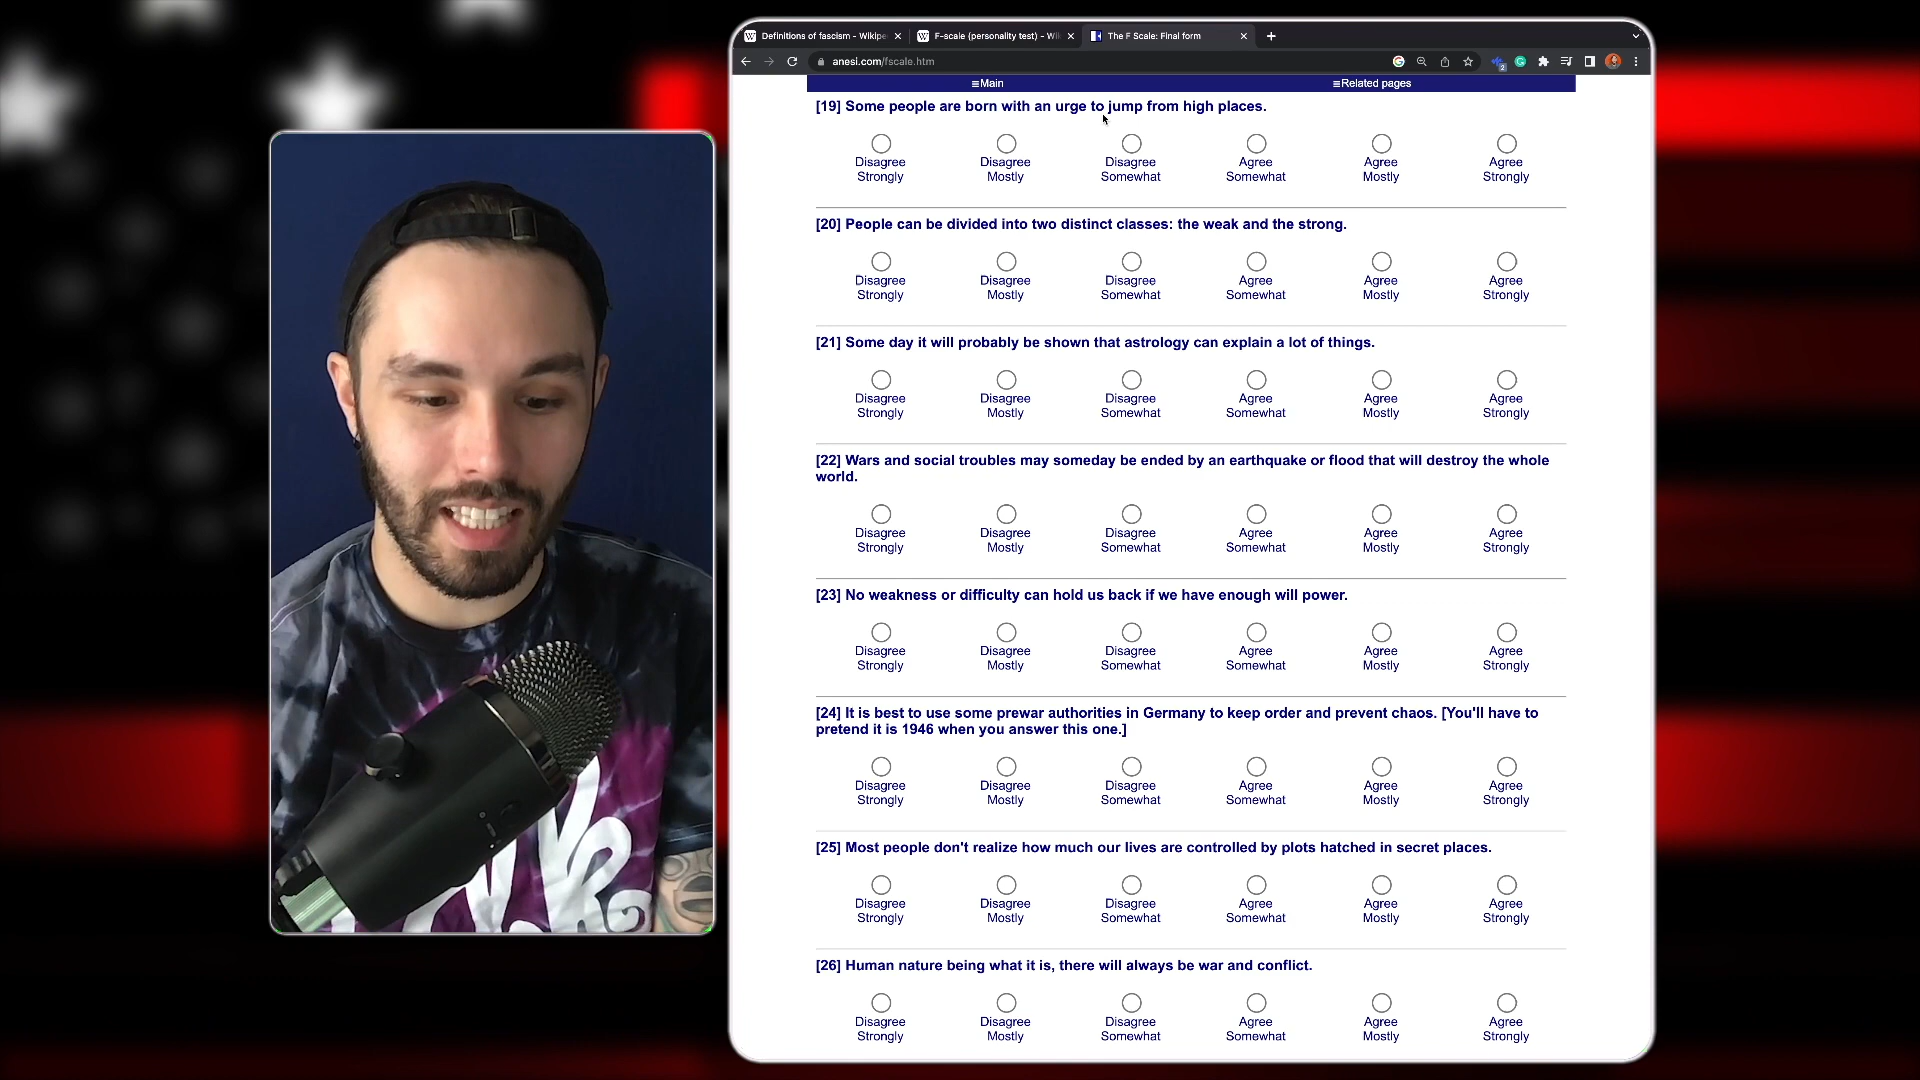 Definitions of fascism - Wikipe
F-scale (personality test) - Wi
The F Scale: Final form
anesi.com/fscale.htm
2
≡Main
≡Related pages
[19] Some people are born with an urge to jump from high places.
Disagree Disagree Disagree Agree Agree Agree
Strongly Mostly Somewhat Somewhat Mostly Strongly
[20] People can be divided into two distinct classes: the weak and the strong.
Disagree Disagree Disagree Agree Agree Agree
Strongly Mostly Somewhat Somewhat Mostly Strongly
[21] Some day it will probably be shown that astrology can explain a lot of things.
Disagree Disagree Disagree Agree Agree Agree
Strongly Mostly Somewhat Somewhat Mostly Strongly
[22] Wars and social troubles may someday be ended by an earthquake or flood that will destroy the whole
world.
Disagree Disagree Disagree Agree Agree Agree
Strongly Mostly Somewhat Somewhat Mostly Strongly
[23] No weakness or difficulty can hold us back if we have enough will power.
Disagree Disagree Disagree Agree Agree Agree
Strongly Mostly Somewhat Somewhat Mostly Strongly
[24] It is best to use some prewar authorities in Germany to keep order and prevent chaos. [You'll have to
pretend it is 1946 when you answer this one.]
Disagree Disagree Disagree Agree Agree Agree
Strongly Mostly Somewhat Somewhat Mostly Strongly
[25] Most people don't realize how much our lives are controlled by plots hatched in secret places.
Disagree Disagree Disagree Agree Agree Agree
Strongly Mostly Somewhat Somewhat Mostly Strongly
[26] Human nature being what it is, there will always be war and conflict.
Disagree Disagree Disagree Agree Agree Agree
Strongly Mostly Somewhat Somewhat Mostly Strongly